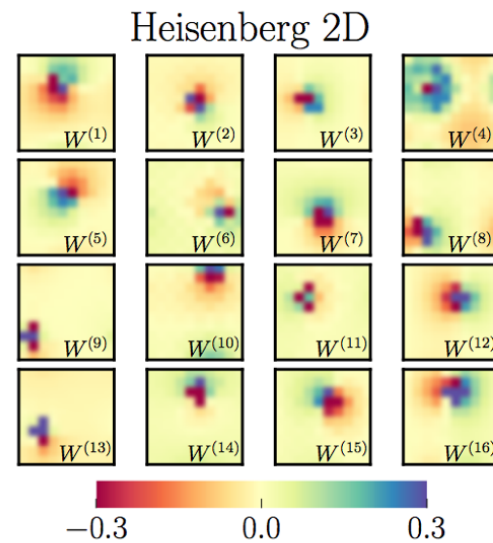 Heisenberg 2D
W(1) W(2) W(3) W(4)
W(5) W(6) W(7) W(8)
W(9) W(10) W(11) W(12)
W(13) W(14) W(15) W(16)
−0.3 0.0 0.3